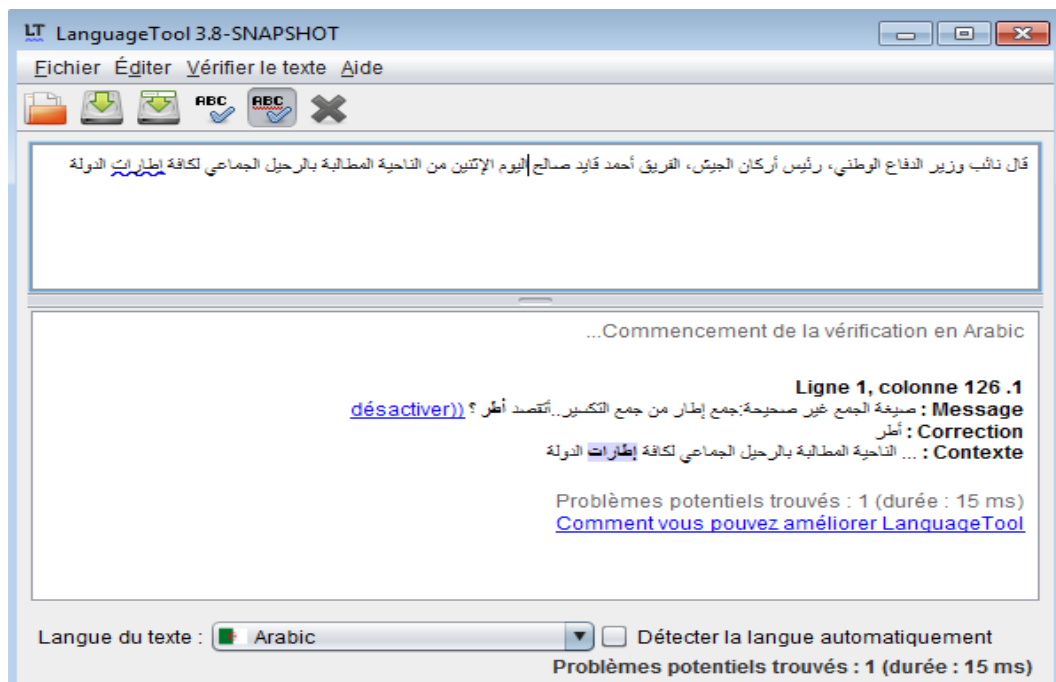 LanguageTool 3.8-SNAPSHOT
Fichier Éditer Vérifier le texte Aide
ABC ABC
قال نائب وزير الدفاع الوطني، رئيس أركان الجيش، الفريق أحمد قايد صالح اليوم الإثنين من الناحية المطالبة بالرحيل الجماعي لكافة إطارات الدولة
...Commencement de la vérification en Arabic
Ligne 1, colonne 126 .1
Message : صيغة الجمع غير صحيحة:جمع إطار من جمع التكسير..أتقصد أطر ؟ ((désactiver
Correction : أطر
Contexte : ... الناحية المطالبة بالرحيل الجماعي لكافة إطارات الدولة
Problèmes potentiels trouvés : 1 (durée : 15 ms)
Comment vous pouvez améliorer LanguageTool
Langue du texte : Arabic Détecter la langue automatiquement
Problèmes potentiels trouvés : 1 (durée : 15 ms)